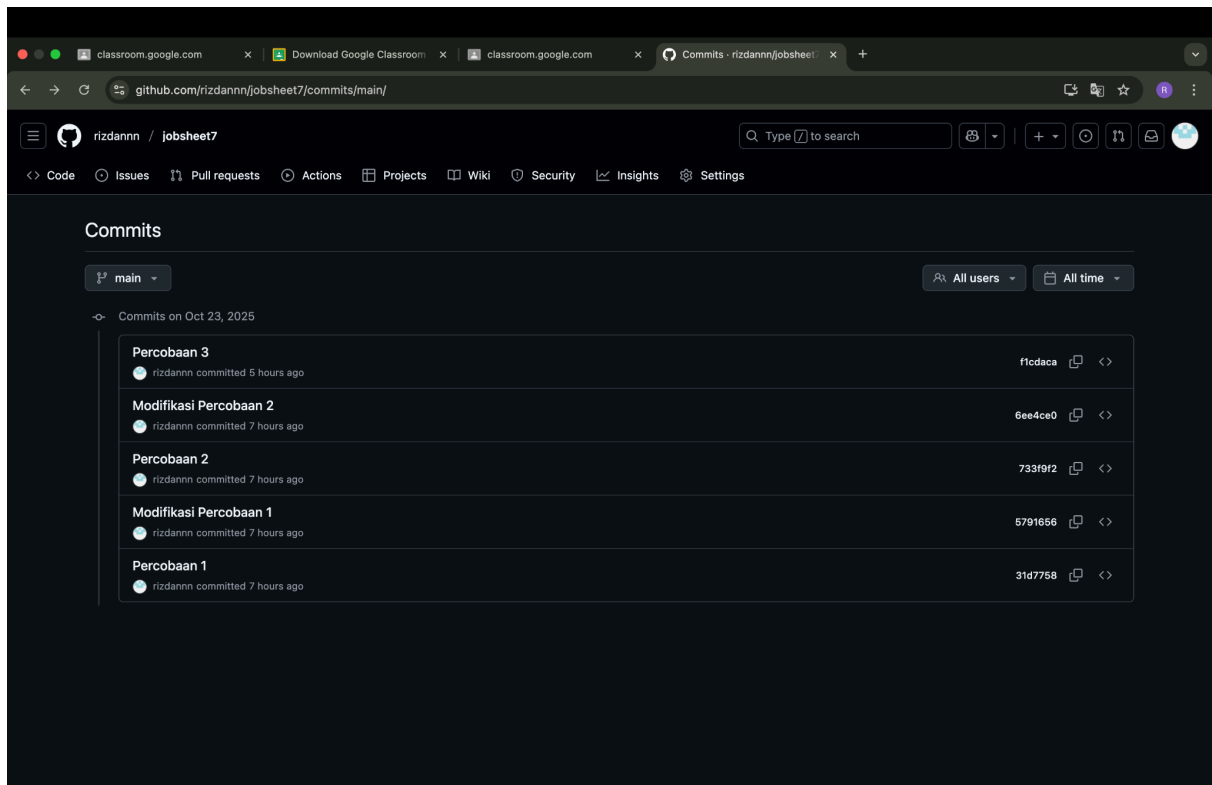 classroom.google.com
Download Google Classroom
classroom.google.com
Commits · rizdannn/jobsheet7
github.com/rizdannn/jobsheet7/commits/main/
R
rizdannn / jobsheet7
Type / to search
Code
Issues
Pull requests
Actions
Projects
Wiki
Security
Insights
Settings
Commits
main
All users
All time
Commits on Oct 23, 2025
Percobaan 3
f1cdaca
rizdannn committed 5 hours ago
Modifikasi Percobaan 2
6ee4ce0
rizdannn committed 7 hours ago
Percobaan 2
733f9f2
rizdannn committed 7 hours ago
Modifikasi Percobaan 1
5791656
rizdannn committed 7 hours ago
Percobaan 1
31d7758
rizdannn committed 7 hours ago